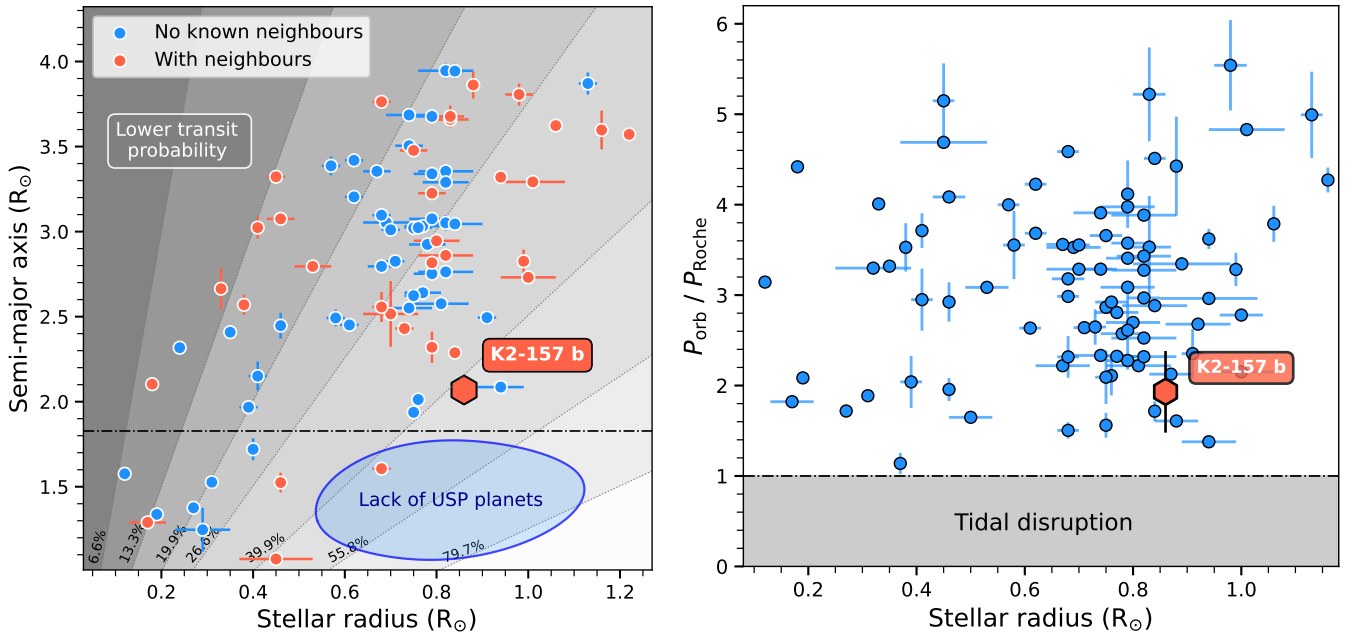 No known neighbours
With neighbours
Lower transit
probability
K2-157 b
Lack of USP planets
6.6%
13.3%
19.9%
39.9%
55.8%
79.7%
4.0
3.5
3.0
2.5
2.0
1.5
Semi-major axis (R☉)
0.2
0.4
0.6
0.8
1.0
1.2
Stellar radius (R☉)
6
5
4
3
2
1
0
P_orb / P_Roche
K2-157 b
Tidal disruption
0.2
0.4
0.6
0.8
1.0
Stellar radius (R☉)